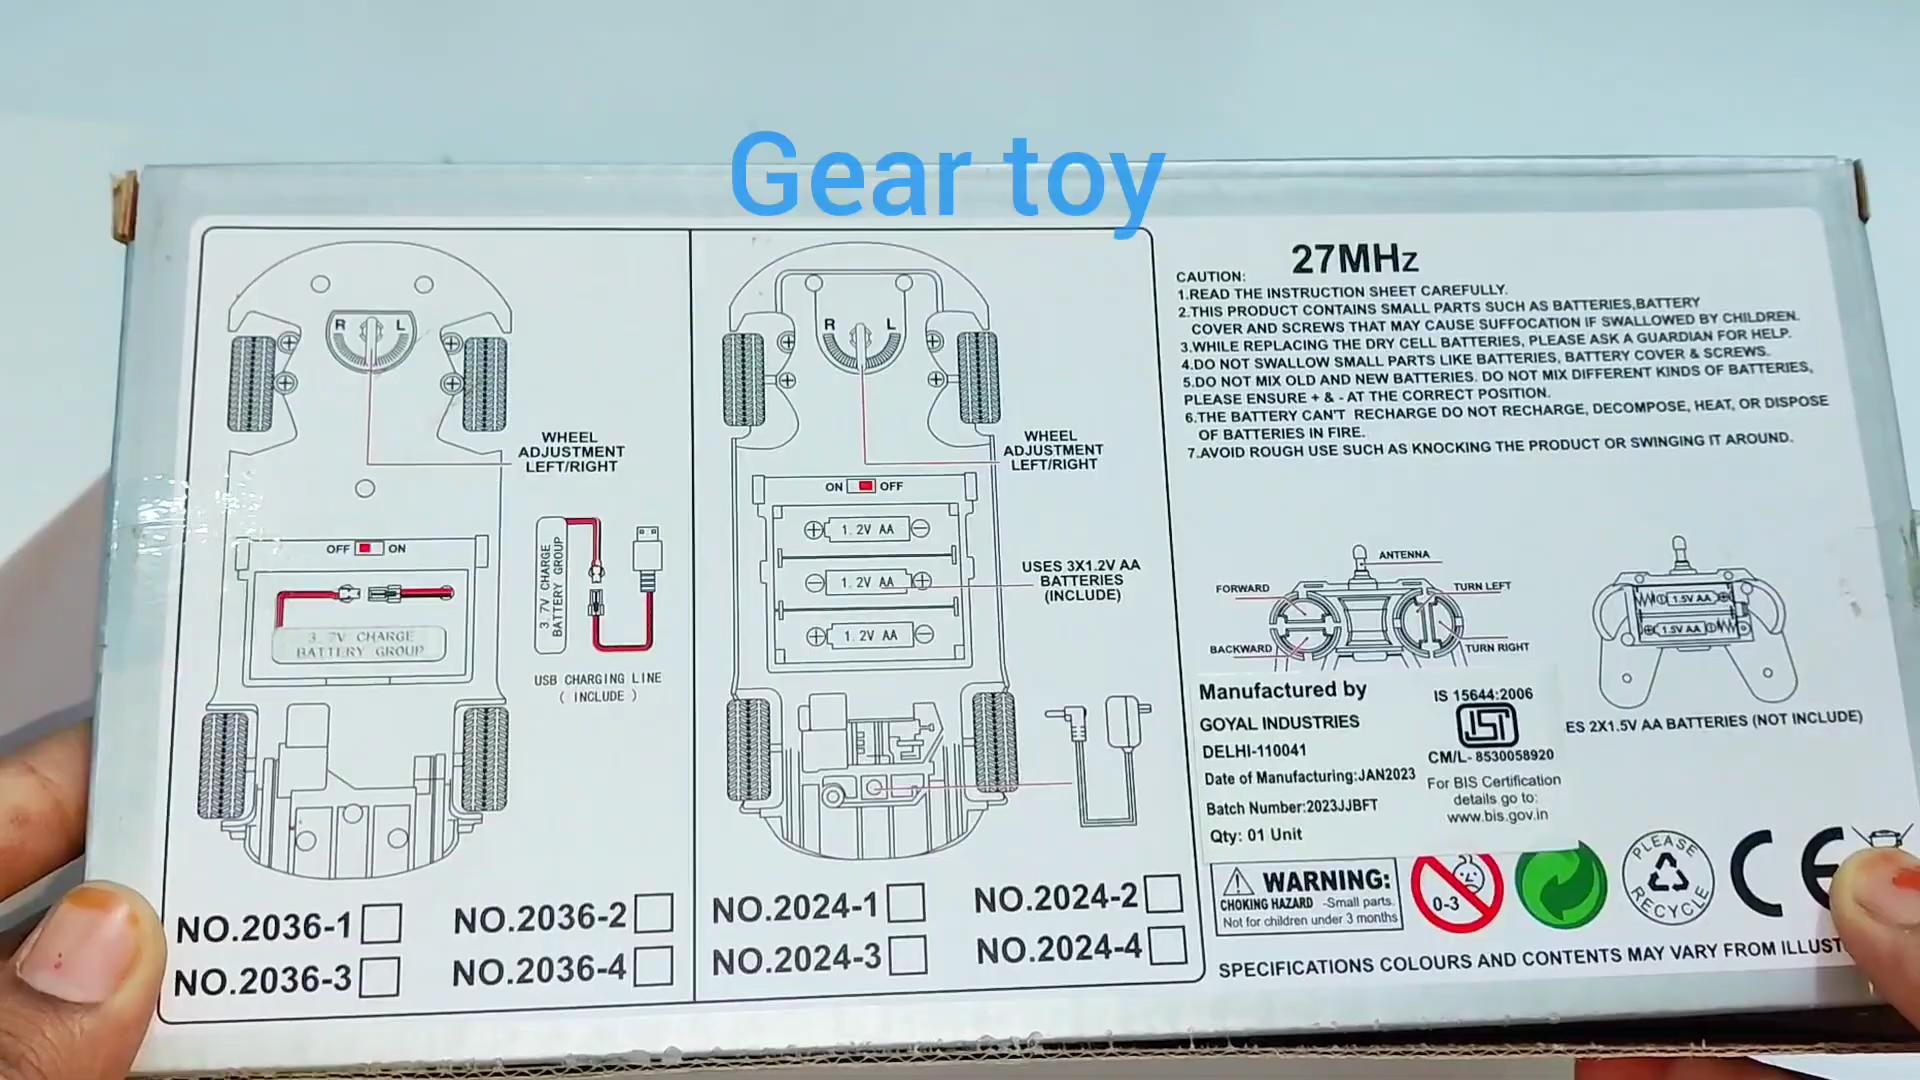 Gear toy
R L
WHEEL
ADJUSTMENT
LEFT/RIGHT
OFF ON
3.7V CHARGE
BATTERY GROUP
3.7V CHARGE
BATTERY GROUP
USB CHARGING LINE
( INCLUDE )
NO.2036-1 NO.2036-2
NO.2036-3 NO.2036-4
R L
WHEEL
ADJUSTMENT
LEFT/RIGHT
ON OFF
1.2V AA
1.2V AA
1.2V AA
USES 3X1.2V AA
BATTERIES
(INCLUDE)
NO.2024-1 NO.2024-2
NO.2024-3 NO.2024-4
27MHz
CAUTION:
1.READ THE INSTRUCTION SHEET CAREFULLY.
2.THIS PRODUCT CONTAINS SMALL PARTS SUCH AS BATTERIES,BATTERY
COVER AND SCREWS THAT MAY CAUSE SUFFOCATION IF SWALLOWED BY CHILDREN.
3.WHILE REPLACING THE DRY CELL BATTERIES, PLEASE ASK A GUARDIAN FOR HELP.
4.DO NOT SWALLOW SMALL PARTS LIKE BATTERIES, BATTERY COVER & SCREWS.
5.DO NOT MIX OLD AND NEW BATTERIES. DO NOT MIX DIFFERENT KINDS OF BATTERIES,
PLEASE ENSURE + & - AT THE CORRECT POSITION.
6.THE BATTERY CAN'T RECHARGE DO NOT RECHARGE, DECOMPOSE, HEAT, OR DISPOSE
OF BATTERIES IN FIRE.
7.AVOID ROUGH USE SUCH AS KNOCKING THE PRODUCT OR SWINGING IT AROUND.
ANTENNA
FORWARD TURN LEFT
BACKWARD TURN RIGHT
1.5V AA
1.5V AA
ES 2X1.5V AA BATTERIES (NOT INCLUDE)
Manufactured by
GOYAL INDUSTRIES
DELHI-110041
Date of Manufacturing:JAN2023
Batch Number:2023JJBFT
Qty: 01 Unit
IS 15644:2006
CM/L- 8530058920
For BIS Certification
details go to:
www.bis.gov.in
WARNING:
CHOKING HAZARD -Small parts.
Not for children under 3 months
0-3
PLEASE
RECYCLE
CE
SPECIFICATIONS COLOURS AND CONTENTS MAY VARY FROM ILLUST